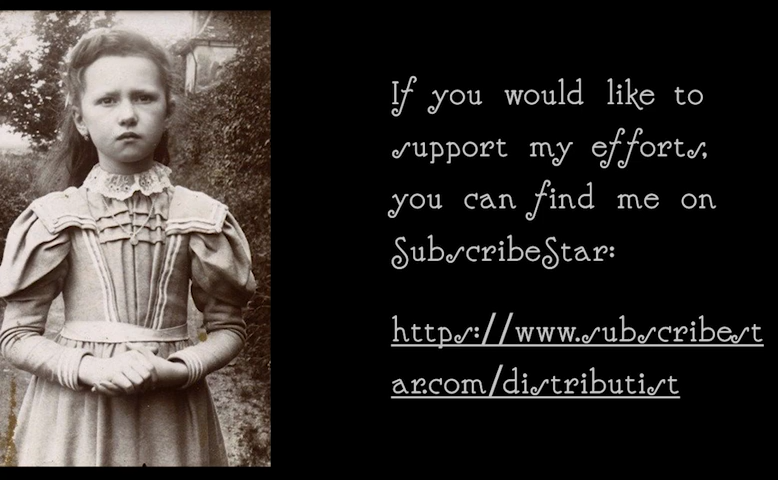 If you would like to
support my efforts,
you can find me on
SubscribeStar:
https://www.subscribest
ar.com/distributist